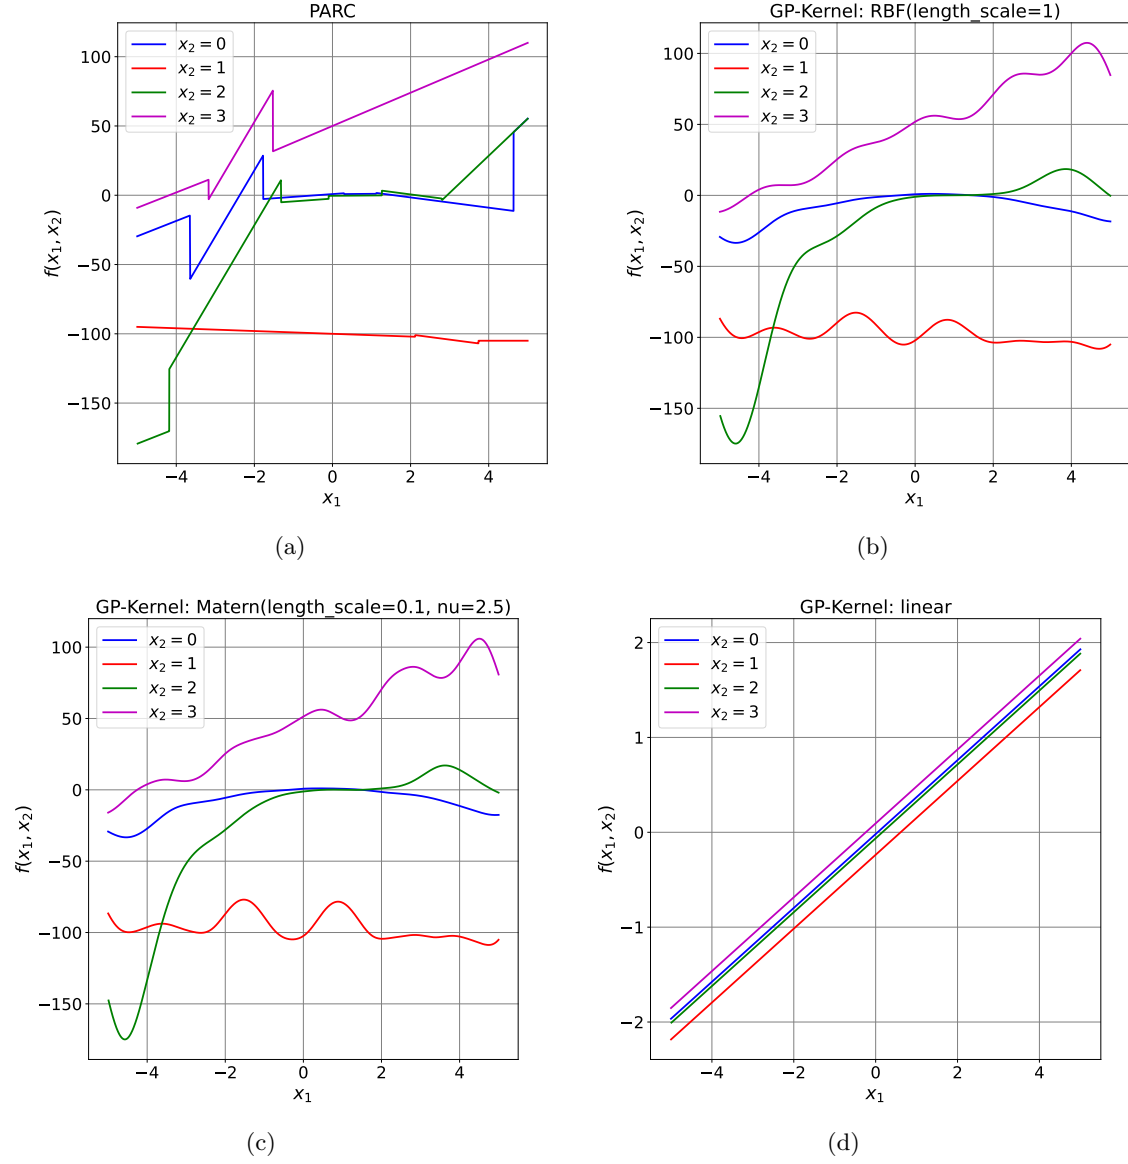 PARC
x₂ = 0
x₂ = 1
x₂ = 2
x₂ = 3
100
50
0
−50
−100
−150
f(x₁, x₂)
−4 −2 0 2 4
x₁
(a)
GP-Kernel: RBF(length_scale=1)
x₂ = 0
x₂ = 1
x₂ = 2
x₂ = 3
100
50
0
−50
−100
−150
f(x₁, x₂)
−4 −2 0 2 4
x₁
(b)
GP-Kernel: Matern(length_scale=0.1, nu=2.5)
x₂ = 0
x₂ = 1
x₂ = 2
x₂ = 3
100
50
0
−50
−100
−150
f(x₁, x₂)
−4 −2 0 2 4
x₁
(c)
GP-Kernel: linear
x₂ = 0
x₂ = 1
x₂ = 2
x₂ = 3
2
1
0
−1
−2
f(x₁, x₂)
−4 −2 0 2 4
x₁
(d)